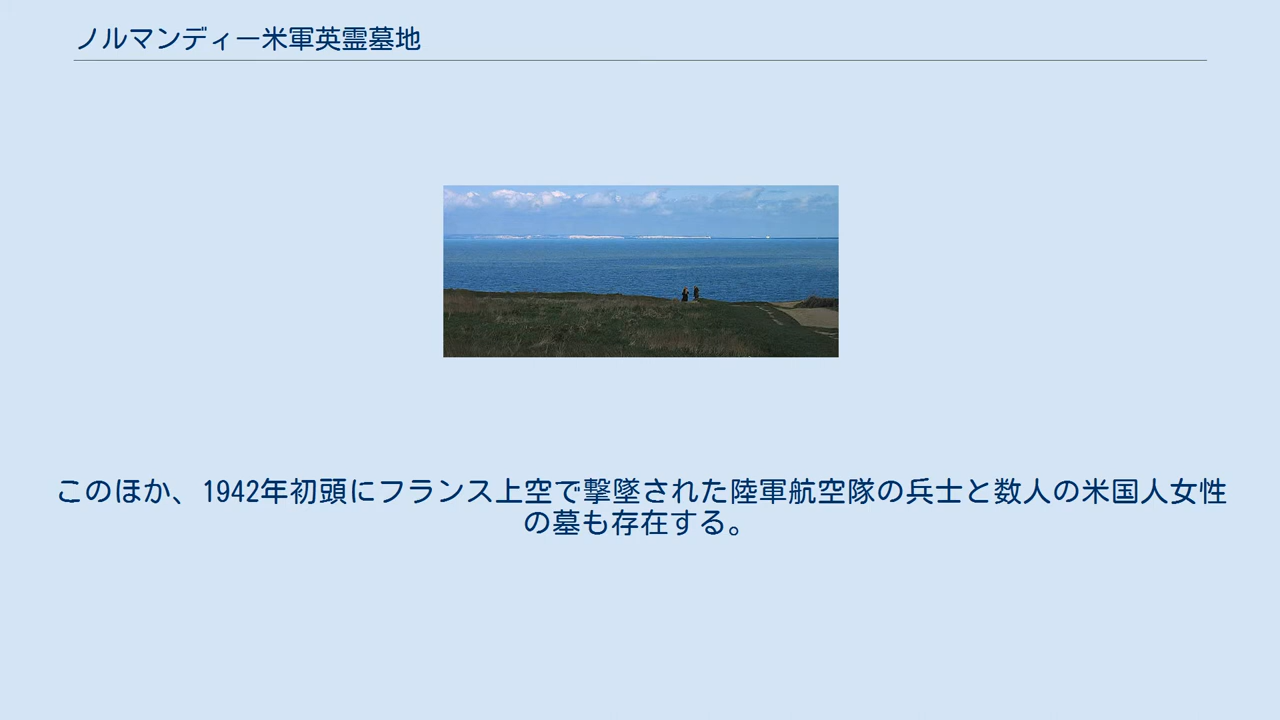 ノルマンディー米軍英霊墓地
このほか、1942年初頭にフランス上空で撃墜された陸軍航空隊の兵士と数人の米国人女性
の墓も存在する。